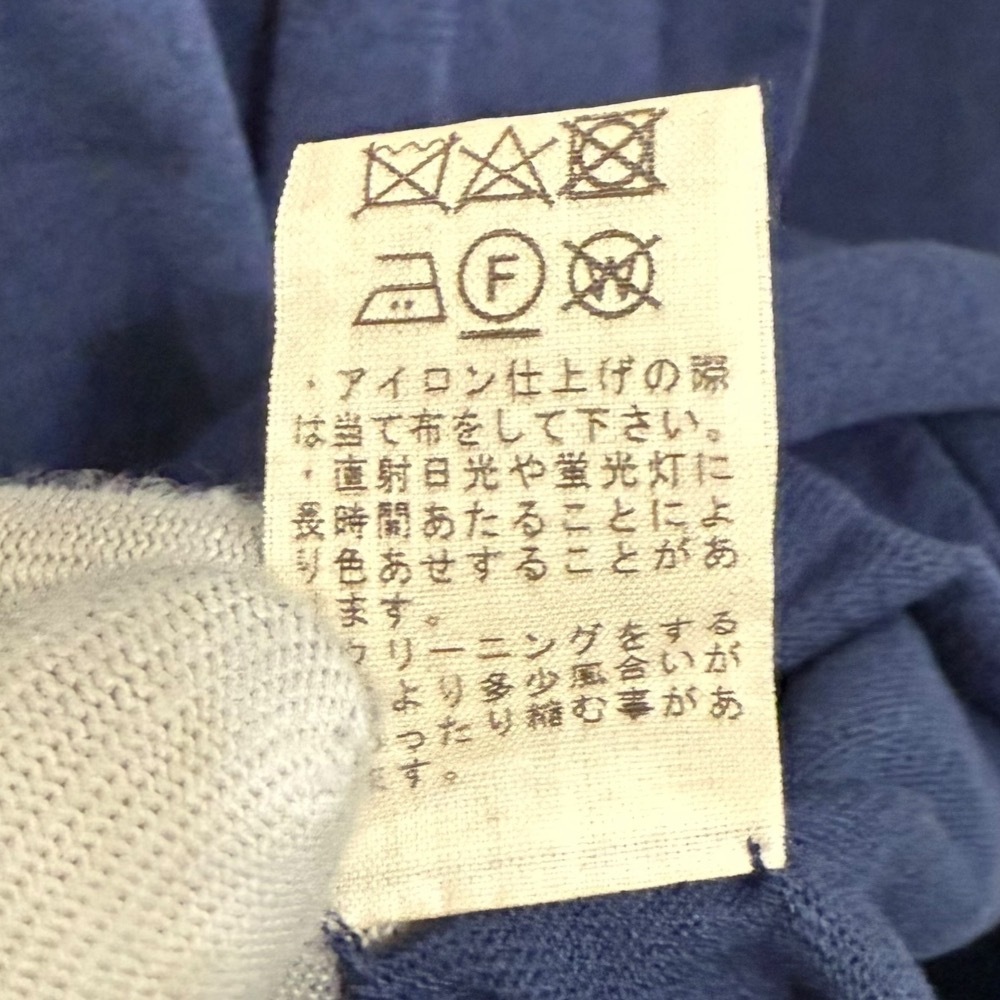 F W
・アイロン仕上げの際
は当て布をして下さい。
・直射日光や蛍光灯に
長時間あたることによ
り色あせすることがあ
ます。
リーニングをする
より多少風合いがが
った り縮む事があ
す。